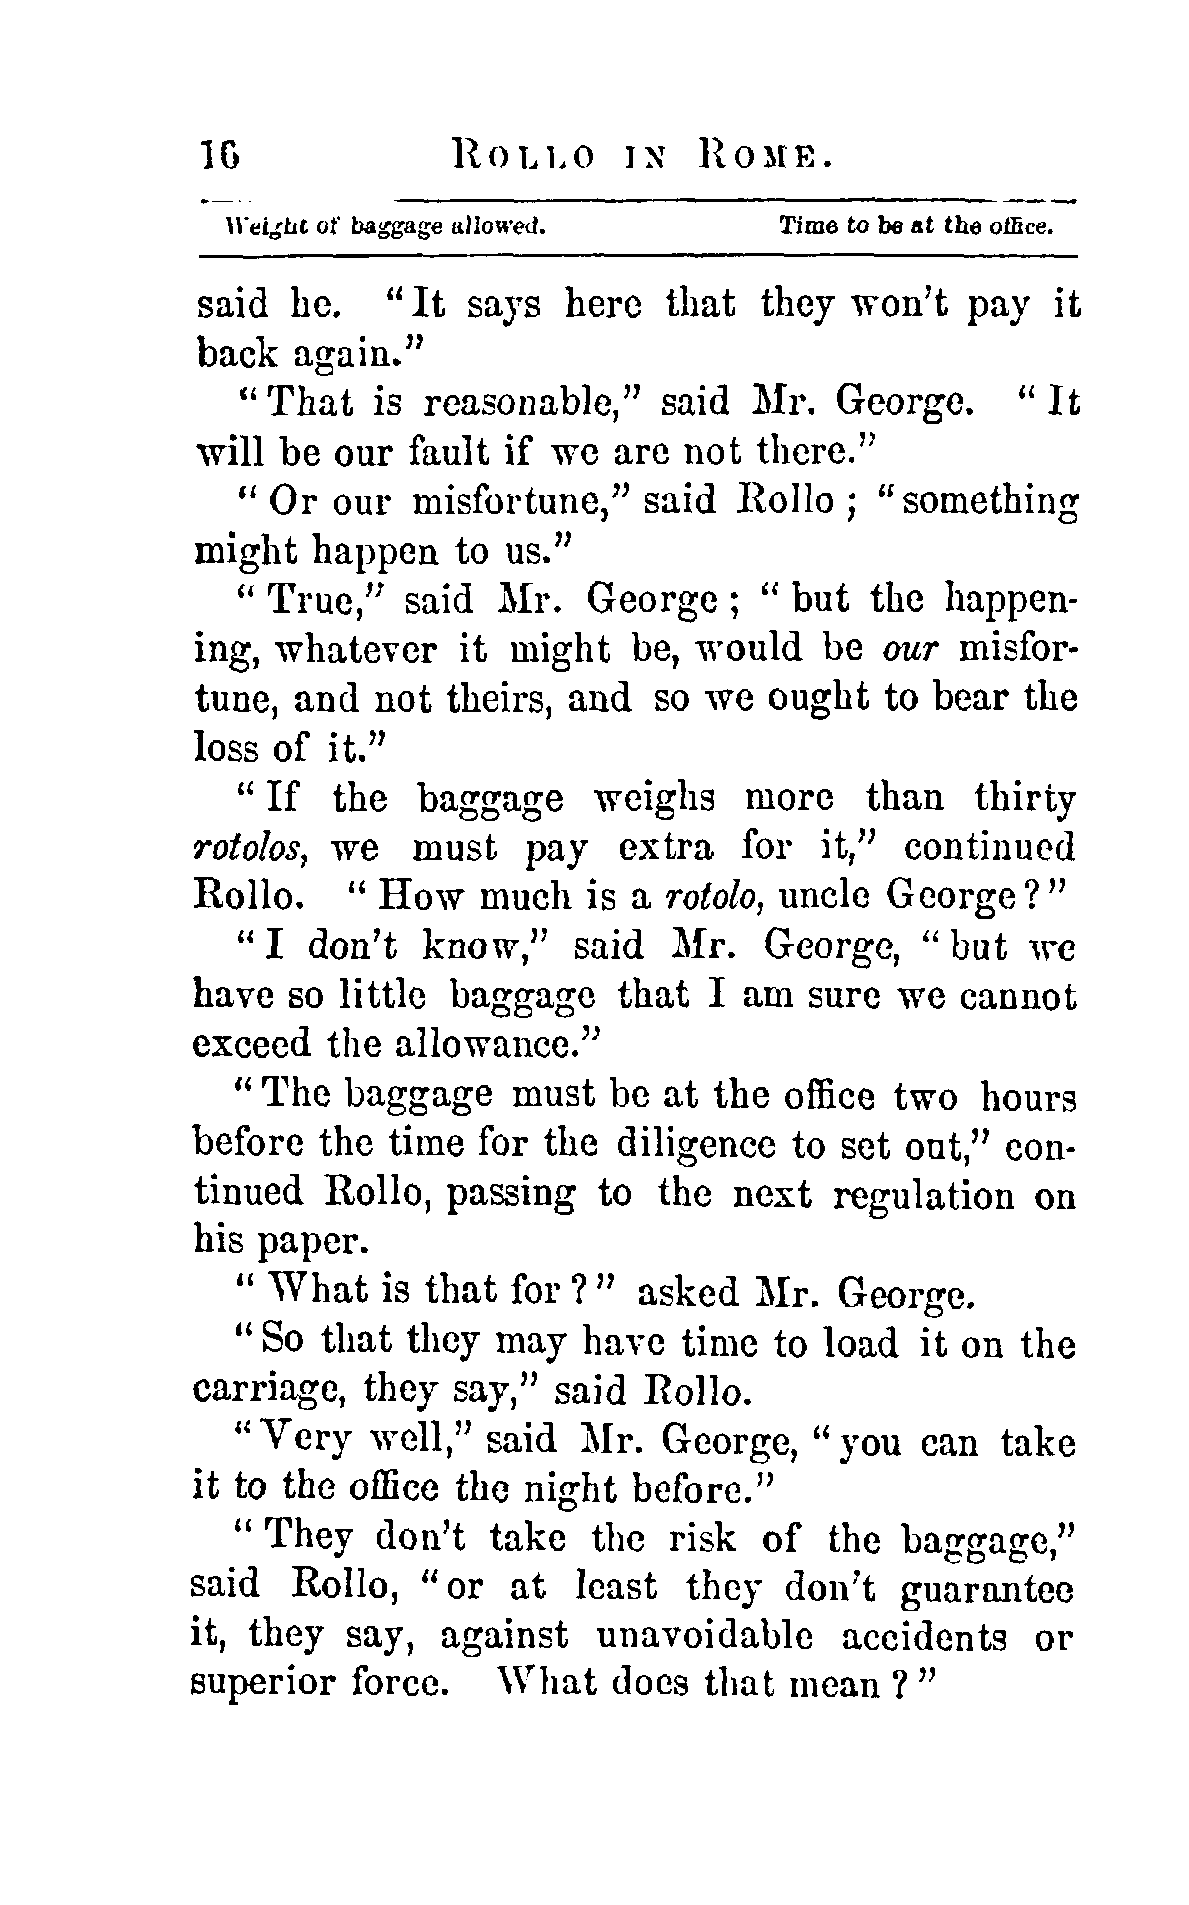 16 ROLLO IN ROME.
Weight of baggage allowed. Time to be at the office.
said he. “It says here that they won’t pay it
back again.”
“That is reasonable,” said Mr. George. “It
will be our fault if we are not there.”
“Or our misfortune,” said Rollo; “something
might happen to us.”
“True,” said Mr. George; “but the happen-
ing, whatever it might be, would be our misfor-
tune, and not theirs, and so we ought to bear the
loss of it.”
“If the baggage weighs more than thirty
rotolos, we must pay extra for it,” continued
Rollo. “How much is a rotolo, uncle George?”
“I don’t know,” said Mr. George, “but we
have so little baggage that I am sure we cannot
exceed the allowance.”
“The baggage must be at the office two hours
before the time for the diligence to set out,” con-
tinued Rollo, passing to the next regulation on
his paper.
“What is that for?” asked Mr. George.
“So that they may have time to load it on the
carriage, they say,” said Rollo.
“Very well,” said Mr. George, “you can take
it to the office the night before.”
“They don’t take the risk of the baggage,”
said Rollo, “or at least they don’t guarantee
it, they say, against unavoidable accidents or
superior force. What does that mean?”